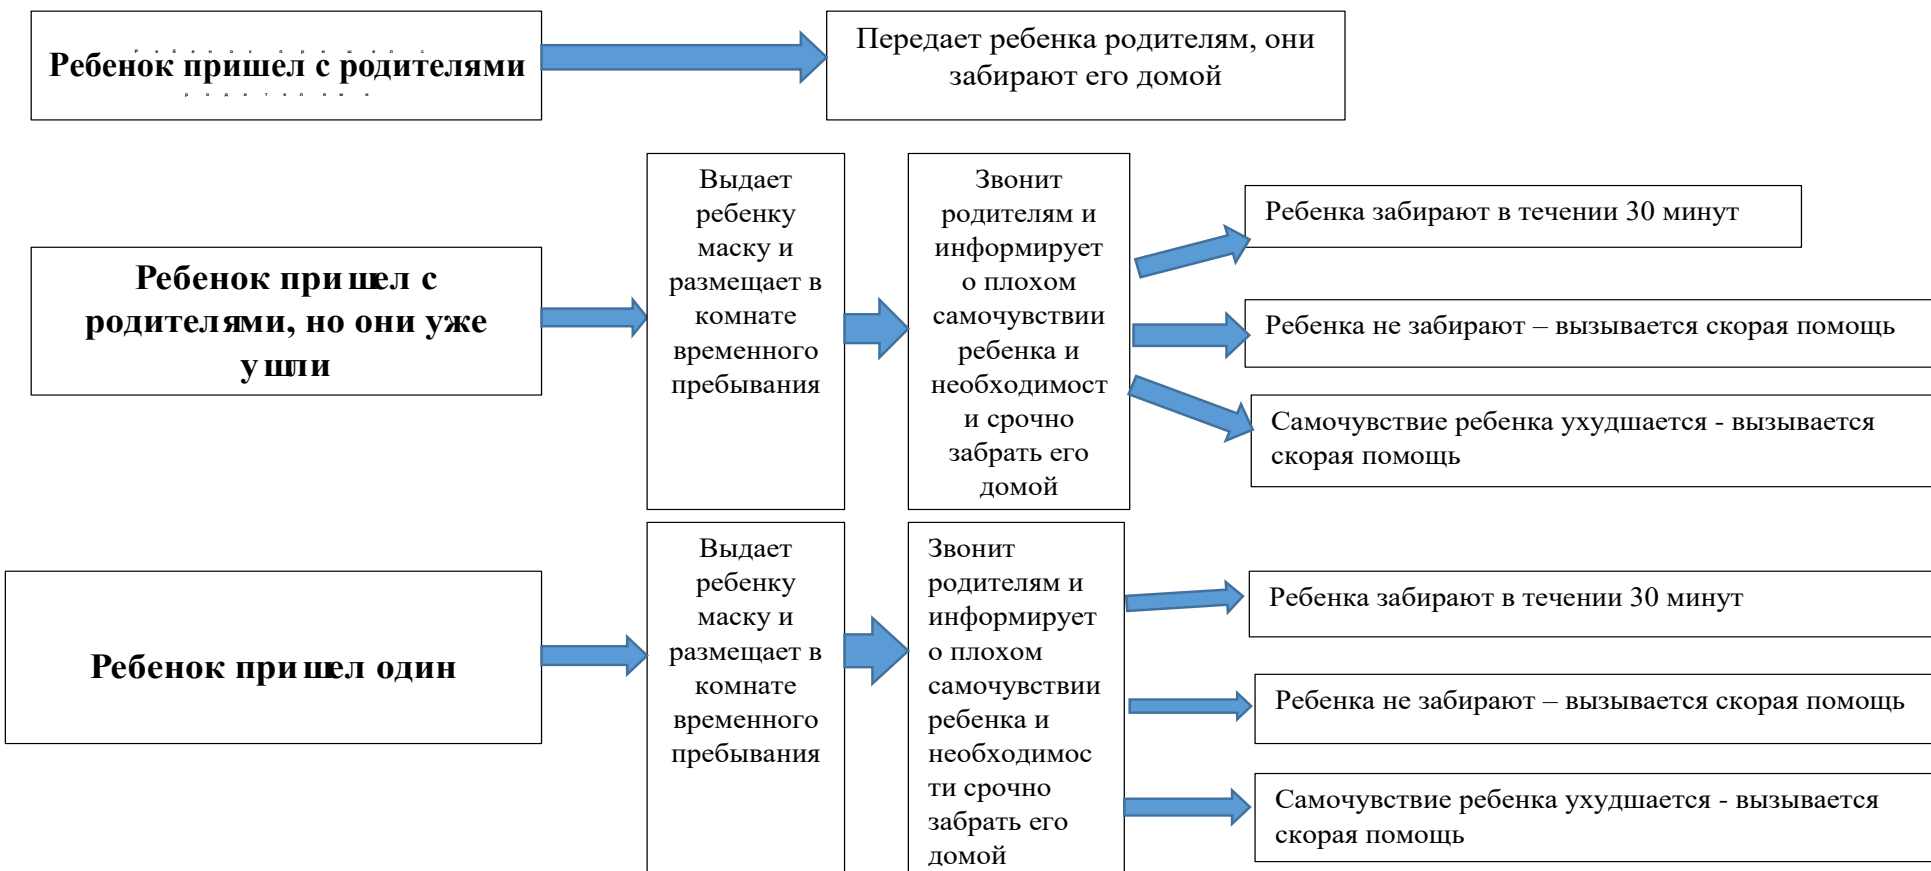 Ребенок пришел с родителями
Передает ребенка родителям, они
забирают его домой
Ребенок пришел с
родителями, но они уже
ушли
Выдает
ребенку
маску и
размещает в
комнате
временного
пребывания
Звонит
родителям и
информирует
о плохом
самочувствии
ребенка и
необходимост
и срочно
забрать его
домой
Ребенка забирают в течении 30 минут
Ребенка не забирают – вызывается скорая помощь
Самочувствие ребенка ухудшается - вызывается
скорая помощь
Ребенок пришел один
Выдает
ребенку
маску и
размещает в
комнате
временного
пребывания
Звонит
родителям и
информирует
о плохом
самочувствии
ребенка и
необходимос
ти срочно
забрать его
домой
Ребенка забирают в течении 30 минут
Ребенка не забирают – вызывается скорая помощь
Самочувствие ребенка ухудшается - вызывается
скорая помощь